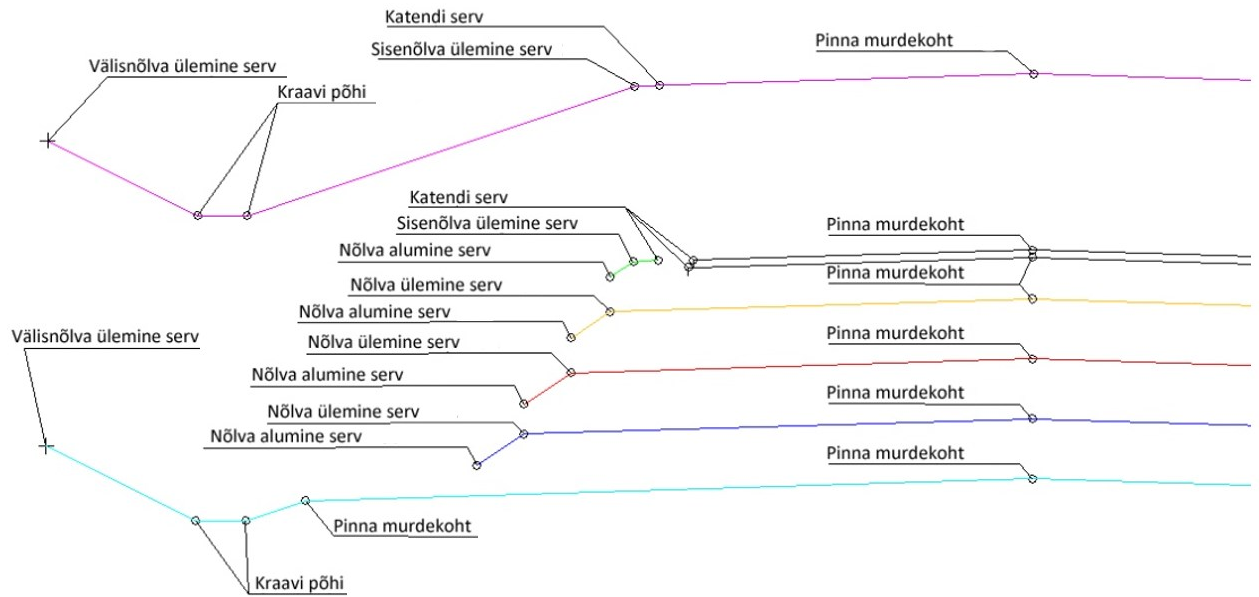 Katendi serv
Sisenõlva ülemine serv
Pinna murdekoht
Välisnõlva ülemine serv
Kraavi põhi
Katendi serv
Sisenõlva ülemine serv
Pinna murdekoht
Nõlva alumine serv
Nõlva ülemine serv
Pinna murdekoht
Nõlva alumine serv
Välisnõlva ülemine serv
Nõlva ülemine serv
Pinna murdekoht
Nõlva alumine serv
Nõlva ülemine serv
Pinna murdekoht
Nõlva alumine serv
Pinna murdekoht
Pinna murdekoht
Kraavi põhi